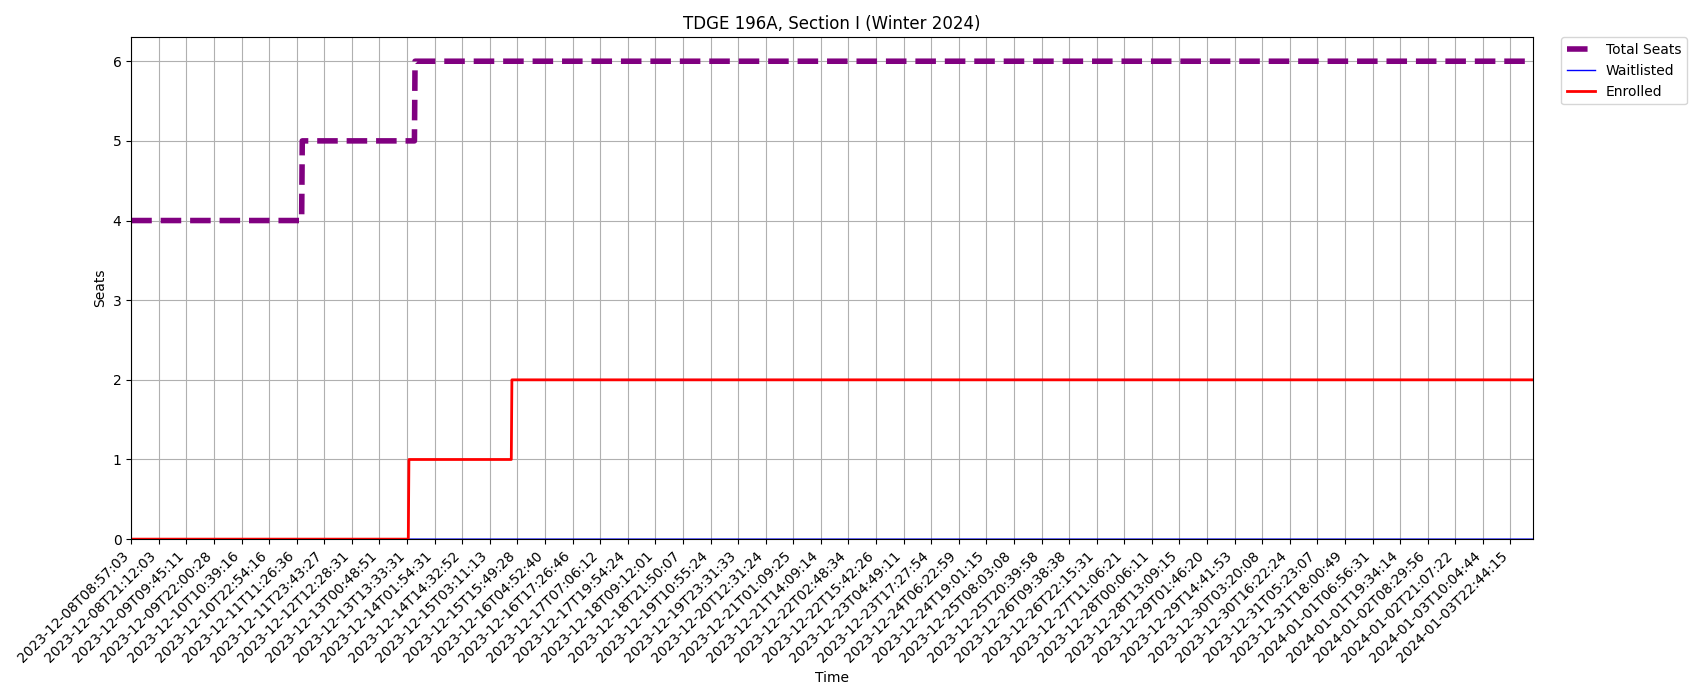 TDGE 196A, Section I (Winter 2024)
Total Seats
Waitlisted
Enrolled
Seats
6
5
4
3
2
1
0
2023-12-08T08:57:03
2023-12-08T21:12:03
2023-12-09T09:45:11
2023-12-09T22:00:28
2023-12-10T10:39:16
2023-12-10T22:54:16
2023-12-11T11:26:36
2023-12-11T23:43:27
2023-12-12T12:28:31
2023-12-13T00:48:51
2023-12-13T13:33:31
2023-12-14T01:54:31
2023-12-14T14:32:52
2023-12-15T03:11:13
2023-12-15T15:49:28
2023-12-16T04:52:40
2023-12-16T17:26:46
2023-12-17T07:06:12
2023-12-17T19:54:24
2023-12-18T09:12:01
2023-12-18T21:50:07
2023-12-19T10:55:24
2023-12-19T23:31:33
2023-12-20T12:31:24
2023-12-21T01:09:25
2023-12-21T14:09:14
2023-12-22T02:48:34
2023-12-22T15:42:26
2023-12-23T04:49:11
2023-12-23T17:27:54
2023-12-24T06:22:59
2023-12-24T19:01:15
2023-12-25T08:03:08
2023-12-25T20:39:58
2023-12-26T09:38:38
2023-12-26T22:15:31
2023-12-27T11:06:21
2023-12-28T00:06:11
2023-12-28T13:09:15
2023-12-29T01:46:20
2023-12-29T14:41:53
2023-12-30T03:20:08
2023-12-30T16:22:24
2023-12-31T05:23:07
2023-12-31T18:00:49
2024-01-01T06:56:31
2024-01-01T19:34:14
2024-01-02T08:29:56
2024-01-02T21:07:22
2024-01-03T10:04:44
2024-01-03T22:44:15
Time